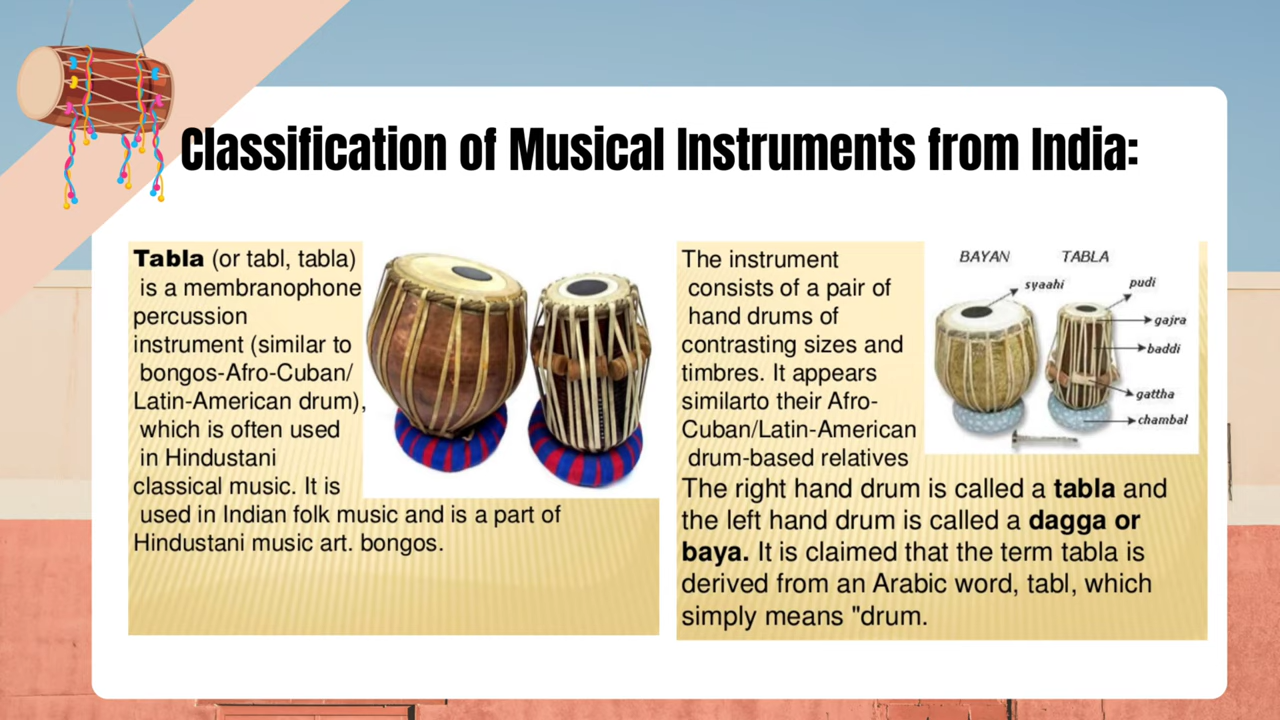 Classification of Musical Instruments from India:
Tabla (or tabl, tabla)
is a membranophone
percussion
instrument (similar to
bongos-Afro-Cuban/
Latin-American drum),
which is often used
in Hindustani
classical music. It is
used in Indian folk music and is a part of
Hindustani music art. bongos.
The instrument
consists of a pair of
hand drums of
contrasting sizes and
timbres. It appears
similarto their Afro-
Cuban/Latin-American
drum-based relatives
The right hand drum is called a tabla and
the left hand drum is called a dagga or
baya. It is claimed that the term tabla is
derived from an Arabic word, tabl, which
simply means "drum.
BAYAN TABLA
syaahi
pudi
gajra
baddi
gattha
chambal